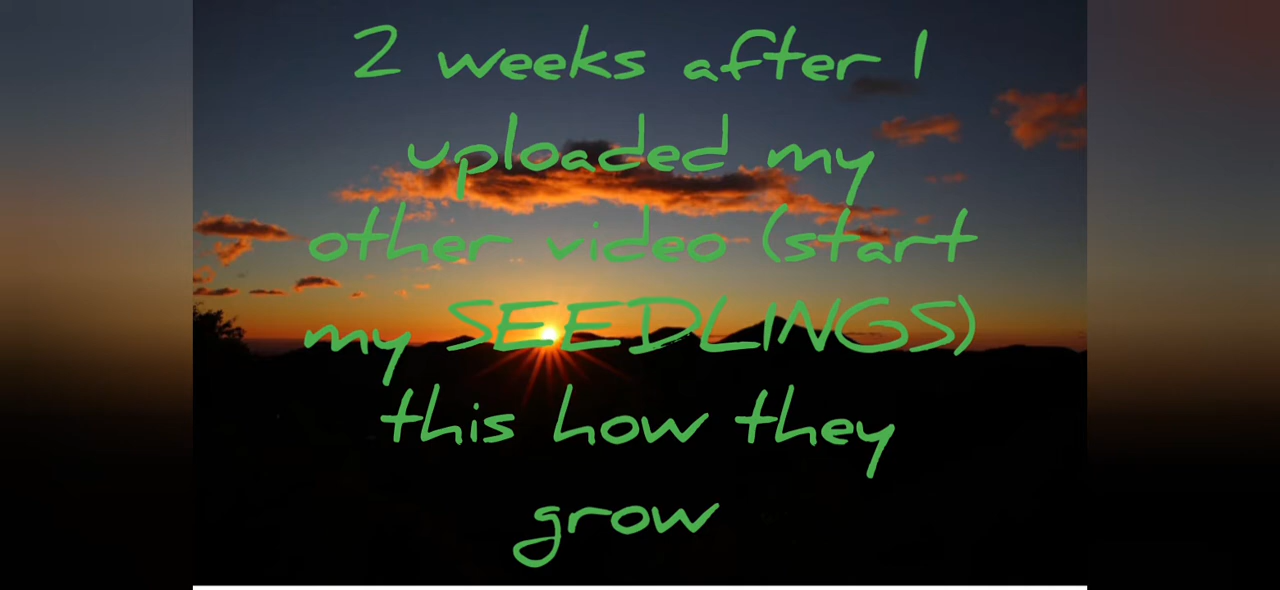 2 weeks after I
uploaded my
other video (start
my SEEDLINGS)
this how they
grow